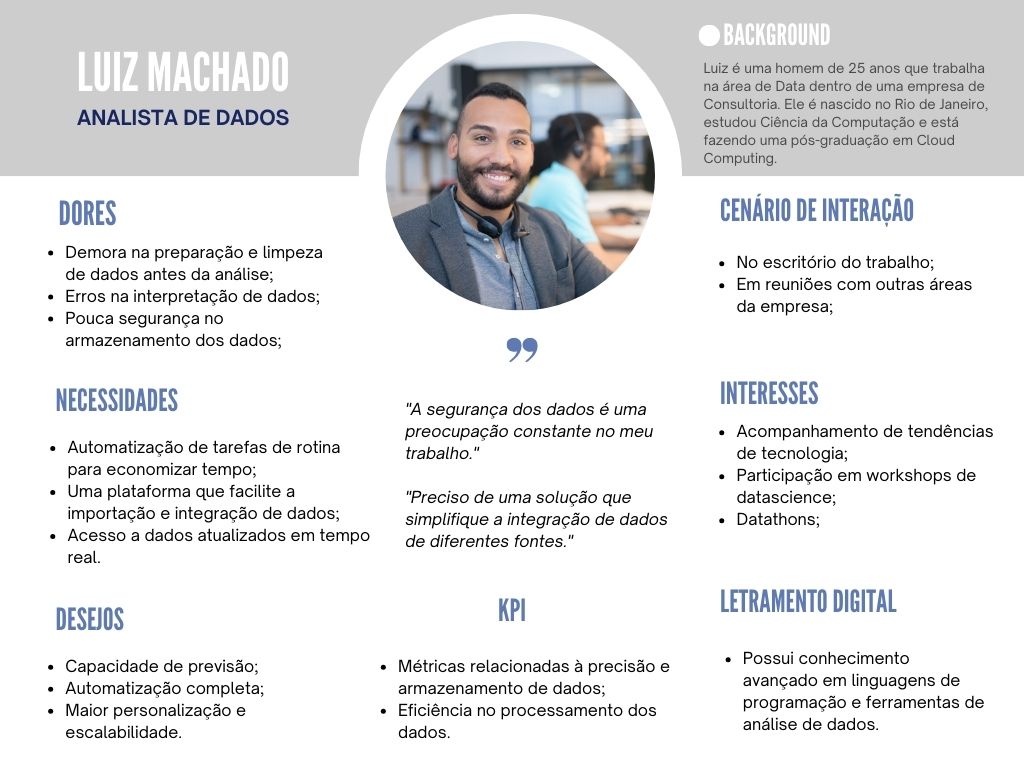 LUIZ MACHADO
ANALISTA DE DADOS
BACKGROUND
Luiz é uma homem de 25 anos que trabalha
na área de Data dentro de uma empresa de
Consultoria. Ele é nascido no Rio de Janeiro,
estudou Ciência da Computação e está
fazendo uma pós-graduação em Cloud
Computing.
DORES
• Demora na preparação e limpeza
de dados antes da análise;
• Erros na interpretação de dados;
• Pouca segurança no
armazenamento dos dados;
NECESSIDADES
• Automatização de tarefas de rotina
para economizar tempo;
• Uma plataforma que facilite a
importação e integração de dados;
• Acesso a dados atualizados em tempo
real.
DESEJOS
• Capacidade de previsão;
• Automatização completa;
• Maior personalização e
escalabilidade.
”
"A segurança dos dados é uma
preocupação constante no meu
trabalho."
"Preciso de uma solução que
simplifique a integração de dados
de diferentes fontes."
KPI
• Métricas relacionadas à precisão e
armazenamento de dados;
• Eficiência no processamento dos
dados.
CENÁRIO DE INTERAÇÃO
• No escritório do trabalho;
• Em reuniões com outras áreas
da empresa;
INTERESSES
• Acompanhamento de tendências
de tecnologia;
• Participação em workshops de
datascience;
• Datathons;
LETRAMENTO DIGITAL
• Possui conhecimento
avançado em linguagens de
programação e ferramentas de
análise de dados.